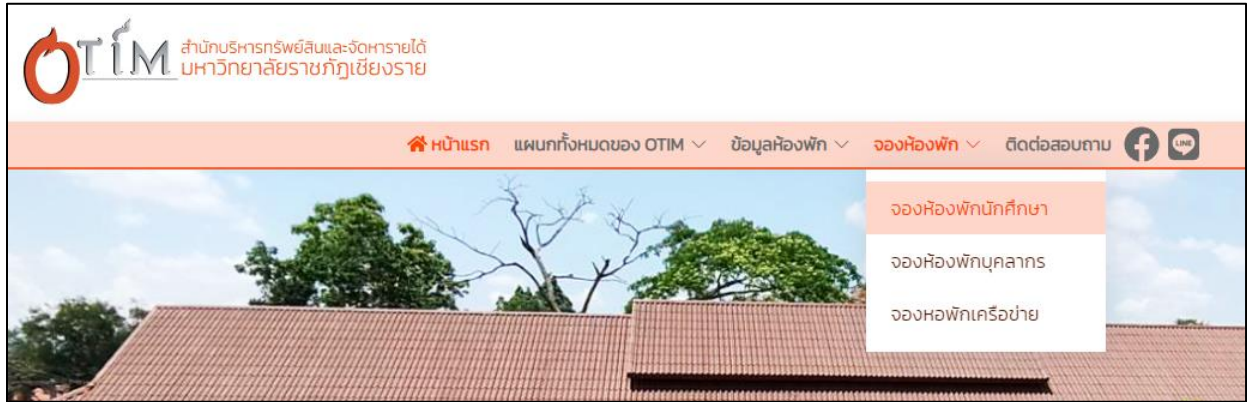 OTIM
สำนักบริหารทรัพย์สินและจัดหารายได้
มหาวิทยาลัยราชภัฏเชียงราย
หน้าแรก แผนกทั้งหมดของ OTIM ข้อมูลห้องพัก จองห้องพัก ติดต่อสอบถาม LINE
จองห้องพักนักศึกษา
จองห้องพักบุคลากร
จองหอพักเครือข่าย